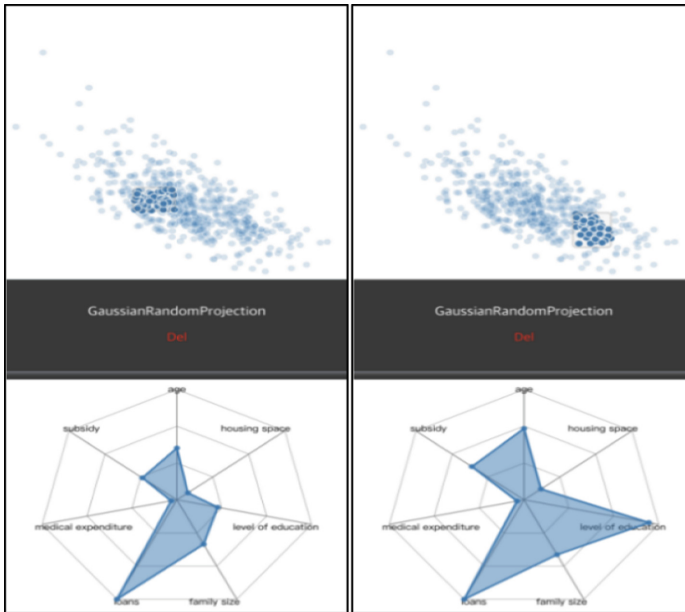 GaussianRandomProjection
Del
age
subsidy
housing space
medical expenditure
level of education
loans
family size
GaussianRandomProjection
Del
age
subsidy
housing space
medical expenditure
level of education
loans
family size